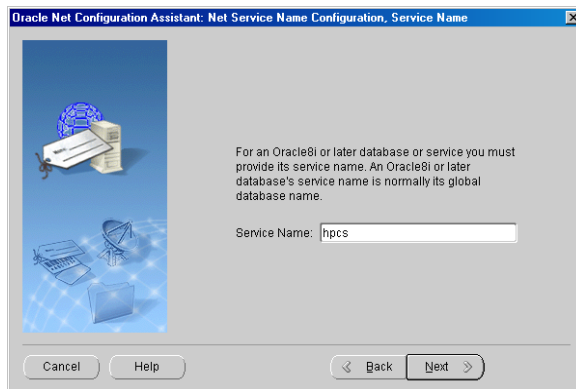 Oracle Net Configuration Assistant: Net Service Name Configuration, Service Name
For an Oracle8i or later database or service you must
provide its service name. An Oracle8i or later
database's service name is normally its global
database name.
Service Name: hpcs
Cancel Help Back Next